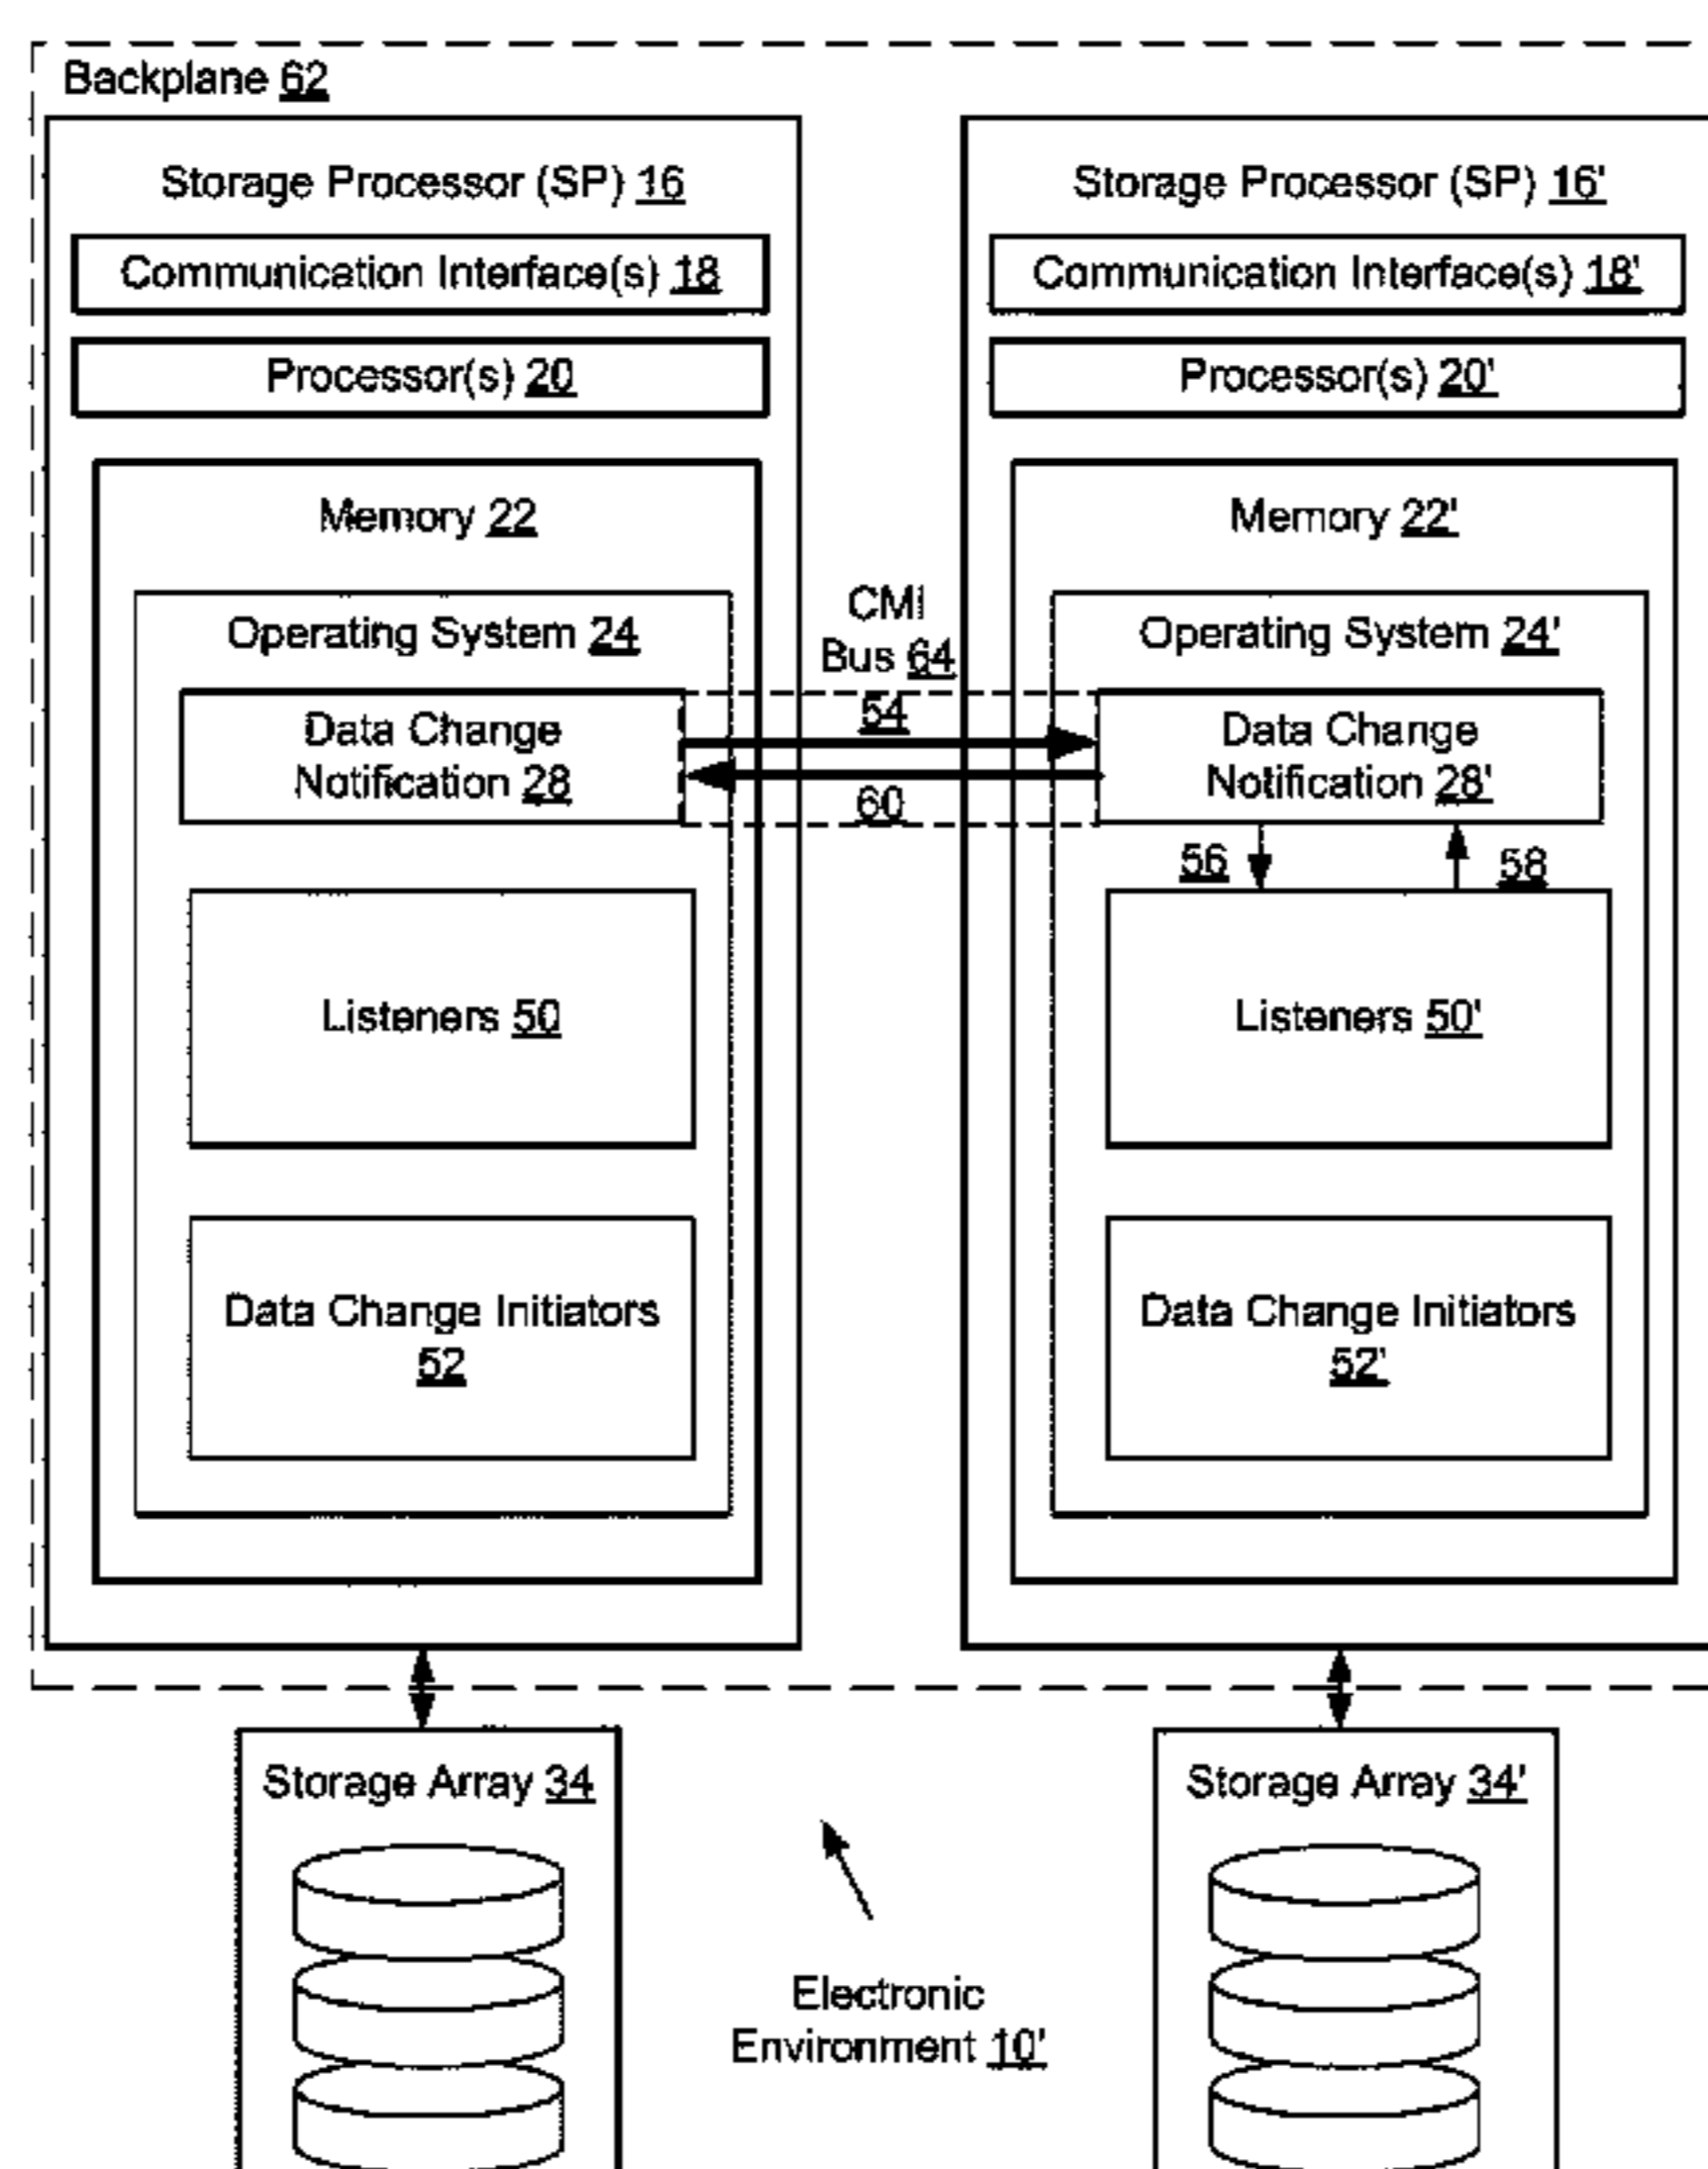 Backplane 62
Storage Processor (SP) 16
Communication Interface(s) 18
Processor(s) 20
Memory 22
Operating System 24
Data Change
Notification 28
Listeners 50
Data Change Initiators
52
CMI
Bus 64
54
60
Storage Processor (SP) 16'
Communication Interface(s) 18'
Processor(s) 20'
Memory 22'
Operating System 24'
Data Change
Notification 28'
56
58
Listeners 50'
Data Change Initiators
52'
Storage Array 34
Storage Array 34'
Electronic
Environment 10'